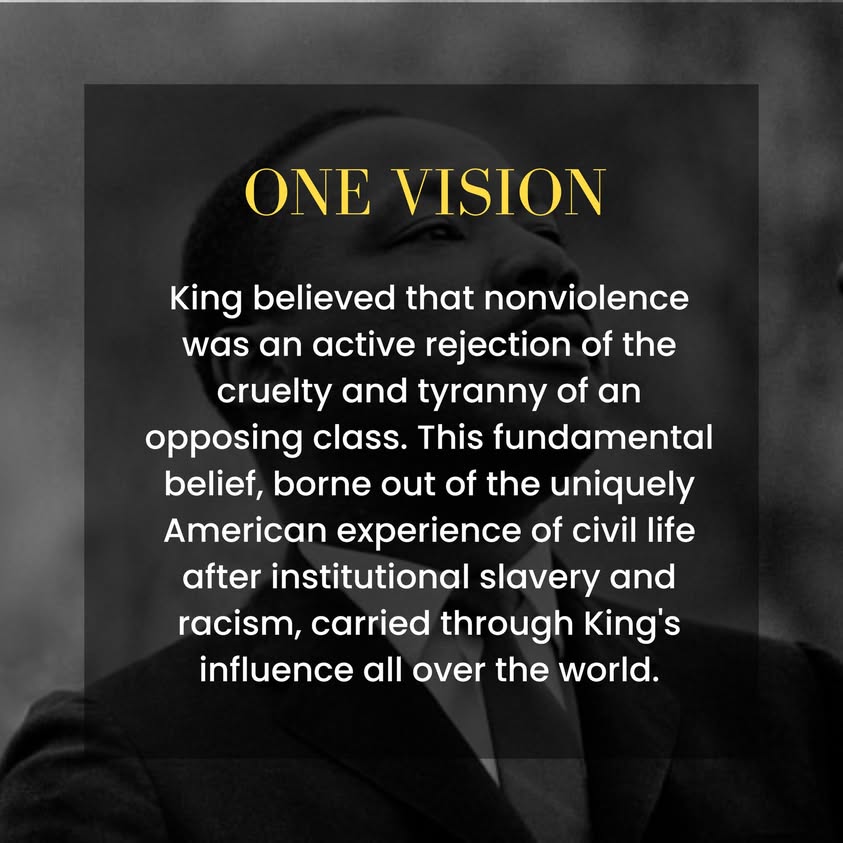 ONE VISION
King believed that nonviolence
was an active rejection of the
cruelty and tyranny of an
opposing class. This fundamental
belief, borne out of the uniquely
American experience of civil life
after institutional slavery and
racism, carried through King's
influence all over the world.